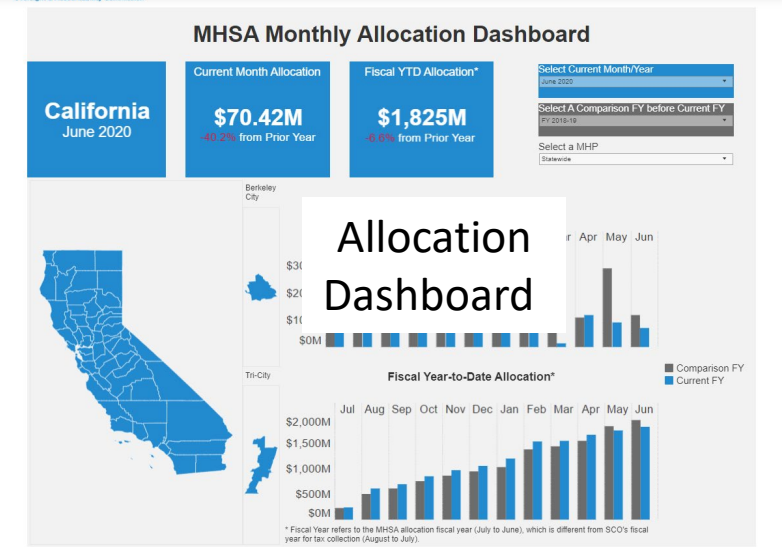 MHSA Monthly Allocation Dashboard
California
June 2020
Current Month Allocation
$70.42M
-40.2% from Prior Year
Fiscal YTD Allocation*
$1,825M
-6.6% from Prior Year
Select Current Month/Year
June 2020
Select A Comparison FY before Current FY
FY 2018-19
Select a MHP
Statewide
Berkeley
City
Allocation
Dashboard
Apr May Jun
$0M
Comparison FY
Current FY
Tri-City
Fiscal Year-to-Date Allocation*
Jul Aug Sep Oct Nov Dec Jan Feb Mar Apr May Jun
$2,000M
$1,500M
$1,000M
$500M
$0M
* Fiscal Year refers to the MHSA allocation fiscal year (July to June), which is different from SCO's fiscal
year for tax collection (August to July).